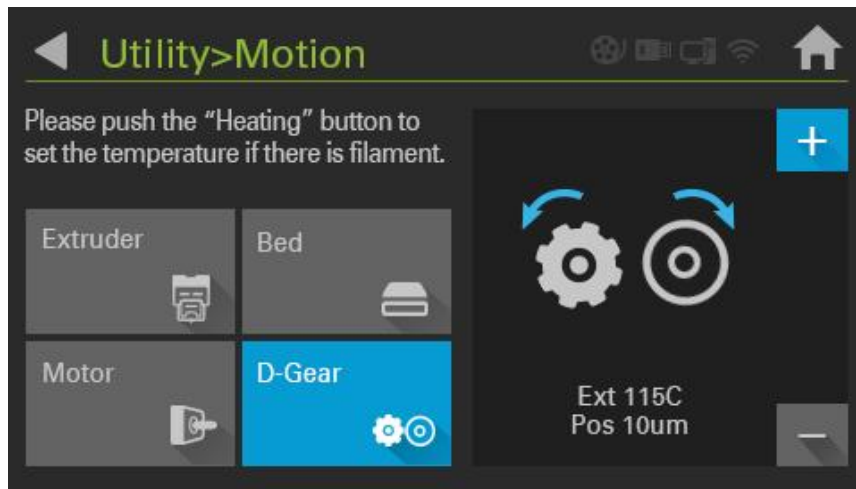 Utility>Motion
Please push the “Heating” button to
set the temperature if there is filament.
Extruder
Bed
Motor
D-Gear
+
Ext 115C
Pos 10um
−